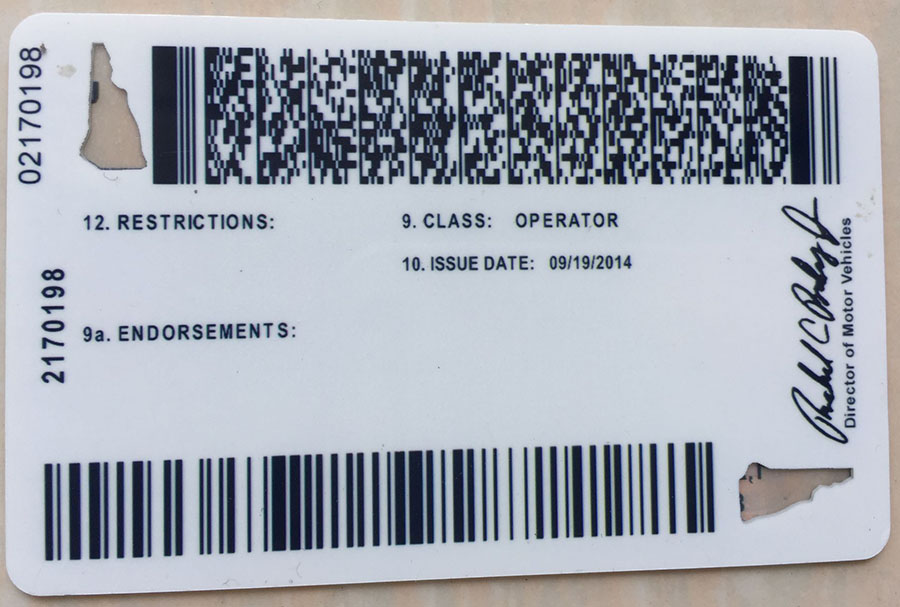 02170198
12. RESTRICTIONS:
9. CLASS: OPERATOR
10. ISSUE DATE: 09/19/2014
2170198
9a. ENDORSEMENTS:
Director of Motor Vehicles